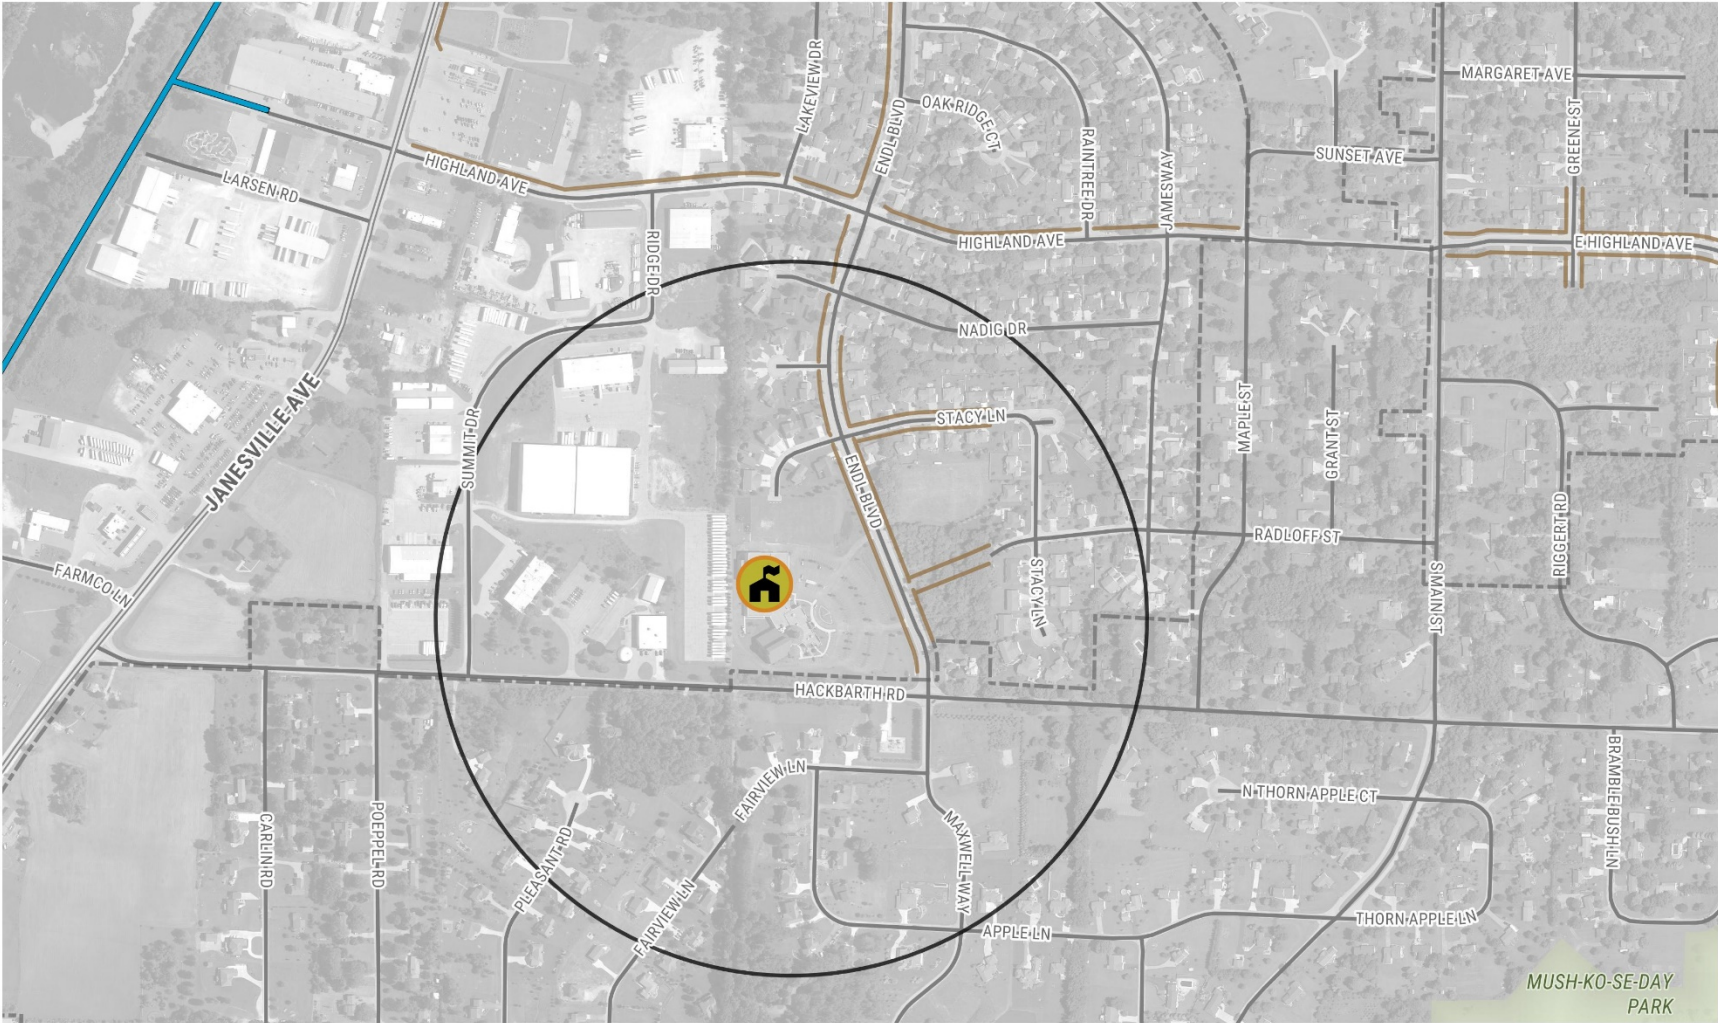 MARGARET AVE
LAKEVIEW DR
OAK RIDGE CT
ENDL BLVD
GREENE ST
RAINTREE DR
JAMESWAY
SUNSET AVE
HIGHLAND AVE
LARSEN RD
HIGHLAND AVE
E HIGHLAND AVE
RIDGE DR
NADIG DR
JANESVILLE AVE
SUMMIT DR
STACY LN
MAPLE ST
GRANT ST
ENDL BLVD
RADLOFF ST
RIGGERT RD
FARMCO LN
STACY LN
S MAIN ST
HACKBARTH RD
FAIRVIEW LN
N THORN APPLE CT
BRAMBLE BUSH LN
CARLIN RD
POEPPEL RD
PLEASANT RD
MAXWELL WAY
FAIRVIEW LN
APPLE LN
THORN APPLE LN
MUSH-KO-SE-DAY
PARK